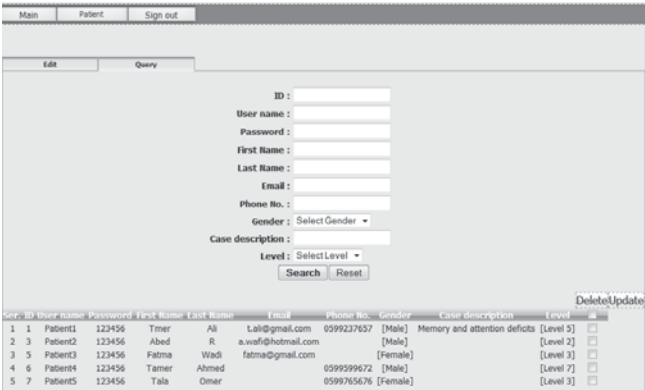 Main Patient Sign out
Edit Query
ID :
User name :
Password :
First Name :
Last Name :
Email :
Phone No. :
Gender : Select Gender
Case description :
Level : Select Level
Search Reset
Delete Update
Ser. ID User name Password First Name Last Name Email Phone No. Gender Case description Level
1 1 Patient1 123456 Tmer Ali t.ali@gmail.com 0599237657 [Male] Memory and attention deficits [Level 5]
2 3 Patient2 123456 Abed R a.wafi@hotmail.com [Male] [Level 2]
3 5 Patient3 123456 Fatma Wadi fatma@gmail.com [Female] [Level 3]
4 6 Patient4 123456 Tamer Ahmed 0599599672 [Male] [Level 7]
5 7 Patient5 123456 Tala Omer 0599765676 [Female] [Level 3]